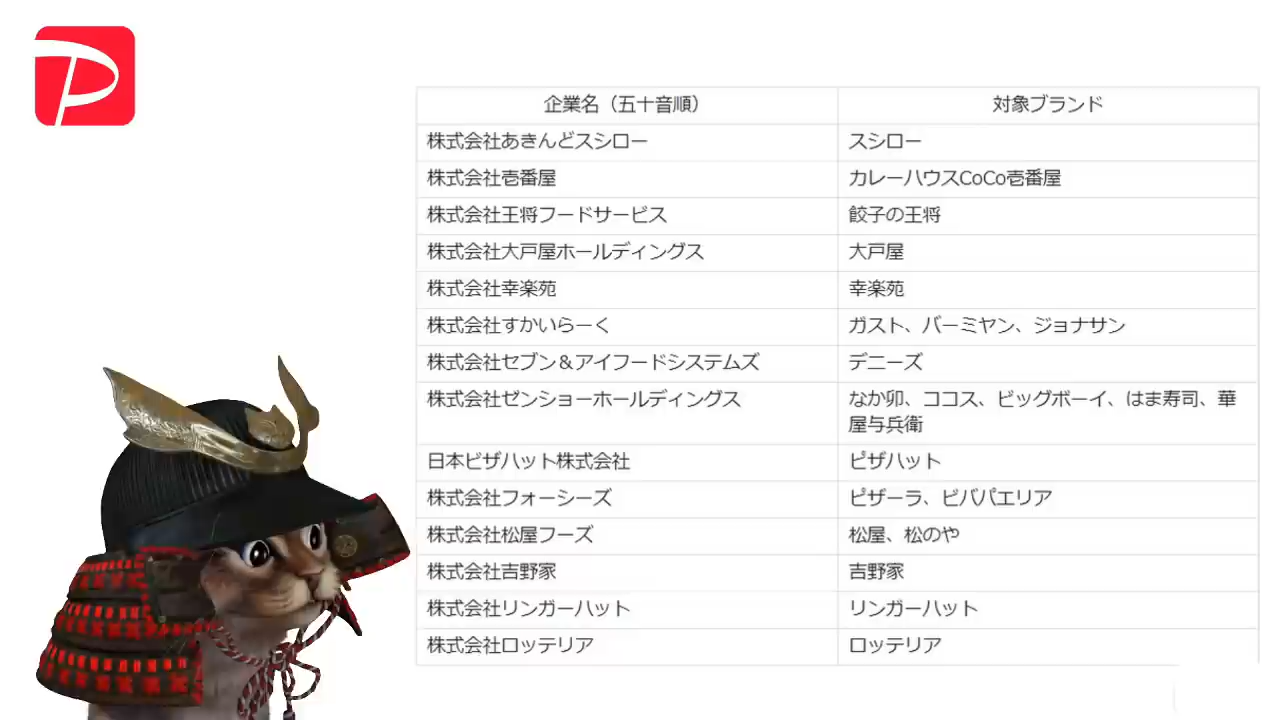 企業名（五十音順） 対象ブランド
株式会社あきんどスシロー スシロー
株式会社壱番屋 カレーハウスCoCo壱番屋
株式会社王将フードサービス 餃子の王将
株式会社大戸屋ホールディングス 大戸屋
株式会社幸楽苑 幸楽苑
株式会社すかいらーく ガスト、バーミヤン、ジョナサン
株式会社セブン＆アイフードシステムズ デニーズ
株式会社ゼンショーホールディングス なか卯、ココス、ビッグボーイ、はま寿司、華
屋与兵衛
日本ピザハット株式会社 ピザハット
株式会社フォーシーズ ピザーラ、ビバパエリア
株式会社松屋フーズ 松屋、松のや
株式会社吉野家 吉野家
株式会社リンガーハット リンガーハット
株式会社ロッテリア ロッテリア